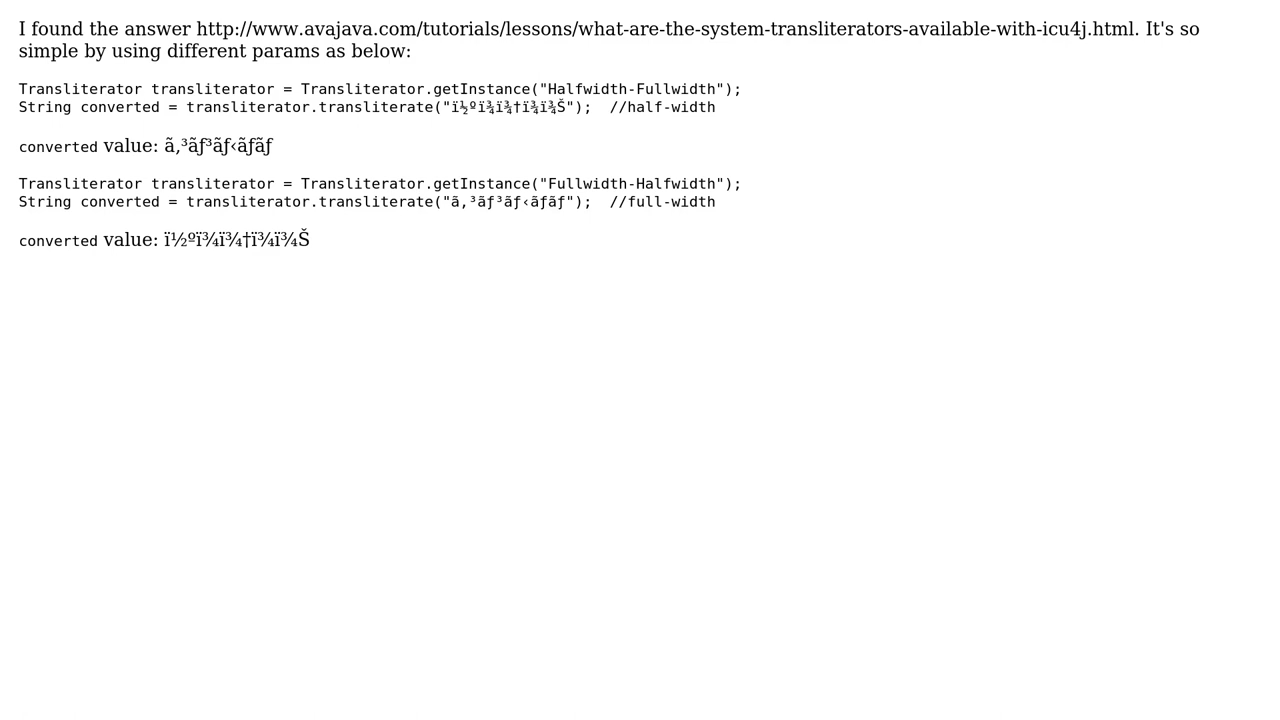 I found the answer http://www.avajava.com/tutorials/lessons/what-are-the-system-transliterators-available-with-icu4j.html. It's so
simple by using different params as below:
Transliterator transliterator = Transliterator.getInstance("Halfwidth-Fullwidth");
String converted = transliterator.transliterate("ï½ºï¾ï¾†ï¾ï¾Š");  //half-width
converted value: ã‚³ãƒ³ãƒ‹ãƒãƒ
Transliterator transliterator = Transliterator.getInstance("Fullwidth-Halfwidth");
String converted = transliterator.transliterate("ã‚³ãƒ³ãƒ‹ãƒãƒ");  //full-width
converted value: ï½ºï¾ï¾†ï¾ï¾Š